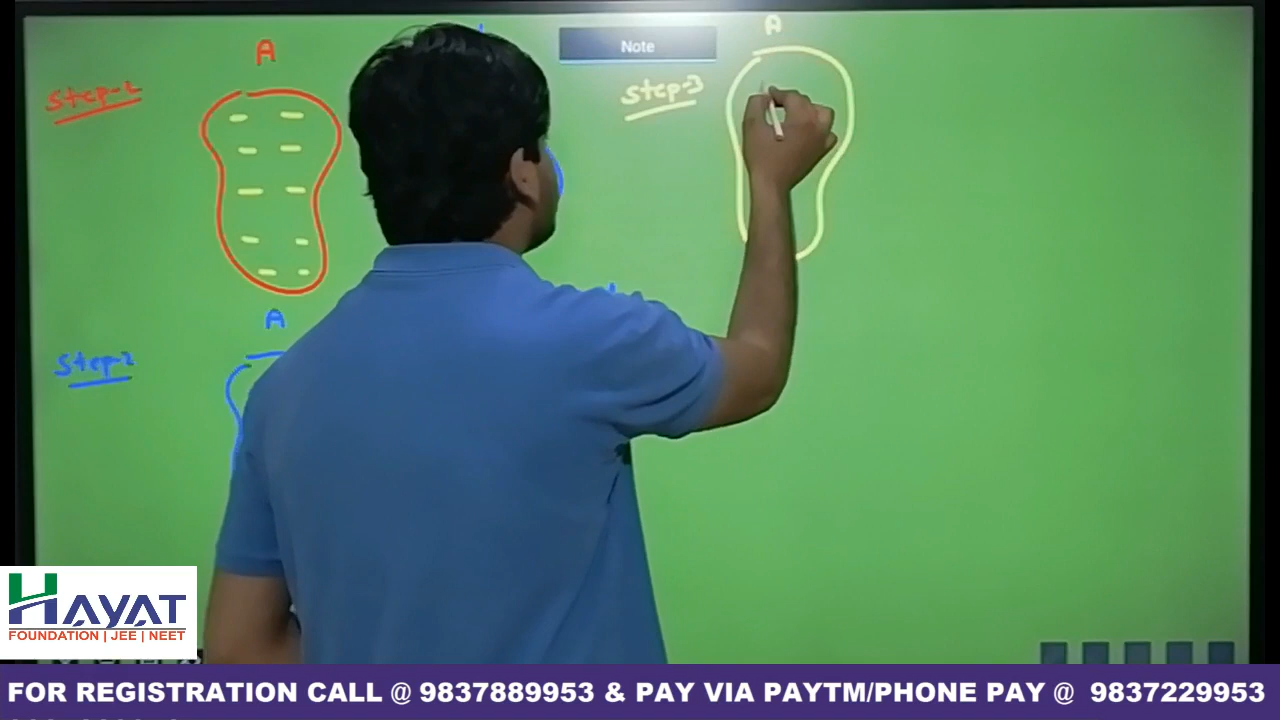 A
Note
A
Step-2
Step-3
A
Step-2
HAYAT
FOUNDATION | JEE | NEET
FOR REGISTRATION CALL @ 9837889953 & PAY VIA PAYTM/PHONE PAY @ 9837229953